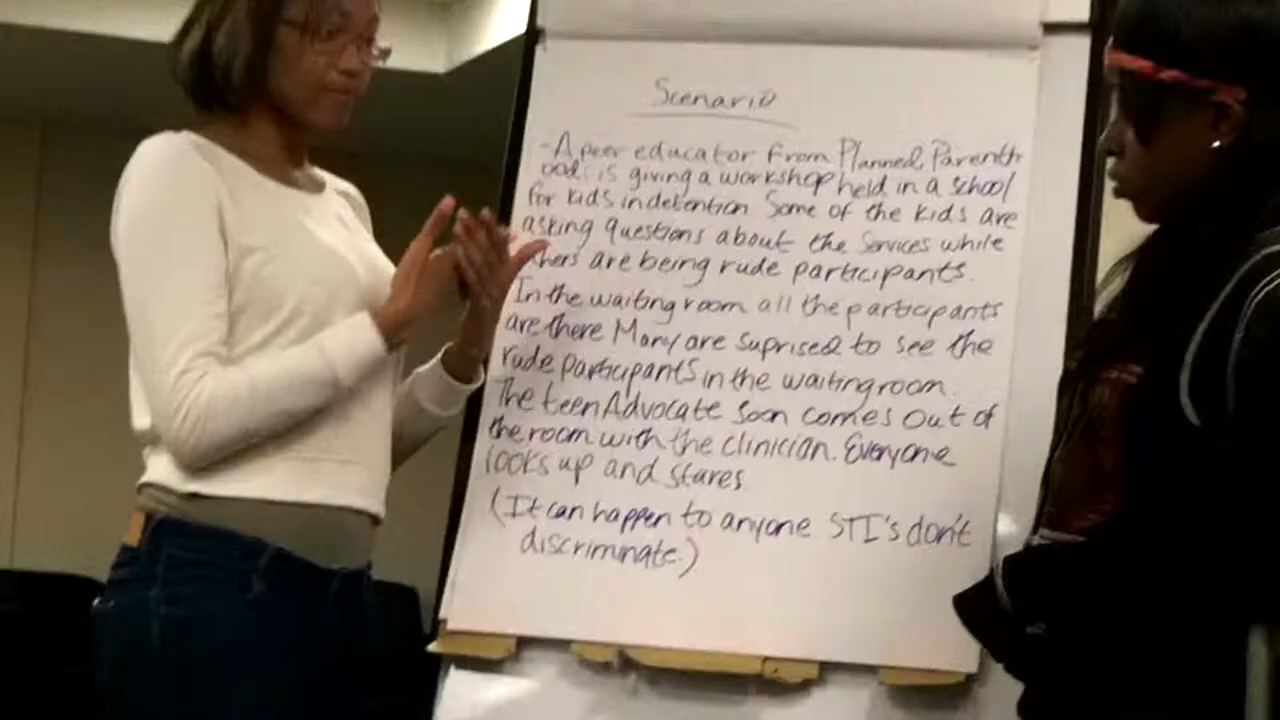 Scenario
- A peer educator from Planned Parenth
ood is giving a workshop held in a school
for kids in detention Some of the kids are
asking questions about the services while
others are being rude participants.
In the waiting room all the participants
are there Many are suprised to see the
rude participants in the waiting room.
The teen Advocate soon comes out of
the room with the clinician. Everyone
looks up and stares
(It can happen to anyone STI's don't
discriminate.)